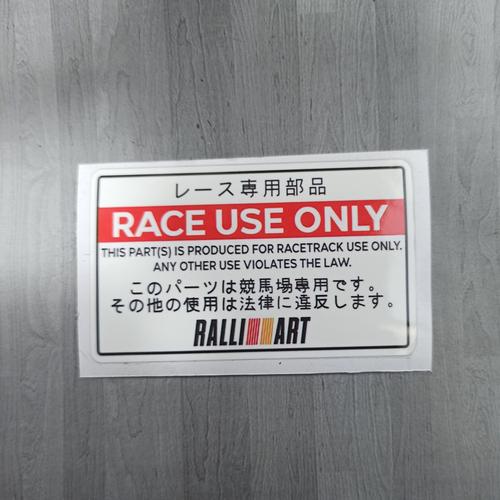 レース専用部品
RACE USE ONLY
THIS PART(S) IS PRODUCED FOR RACETRACK USE ONLY.
ANY OTHER USE VIOLATES THE LAW.
このパーツは競馬場専用です。
その他の使用は法律に違反します。
RALLI ART